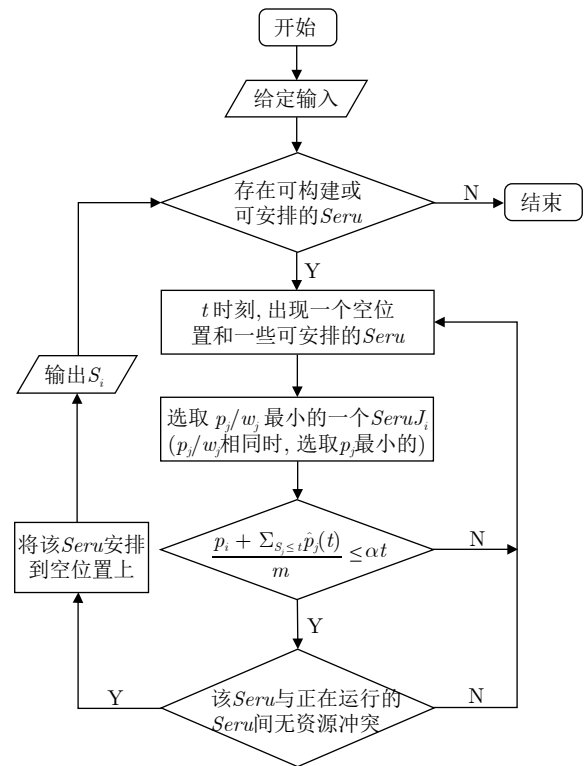 开始
给定输入
存在可构建或
可安排的Seru
N
结束
Y
t时刻, 出现一个空位
置和一些可安排的Seru
输出S_i
选取 p_j/w_j 最小的一个SeruJ_i
(p_j/w_j相同时, 选取p_j最小的)
将该Seru安排
到空位置上
p_i + Σ_{S_j≤t} p̂_j(t)
m
≤αt
N
Y
该Seru与正在运行的
Seru间无资源冲突
Y
N